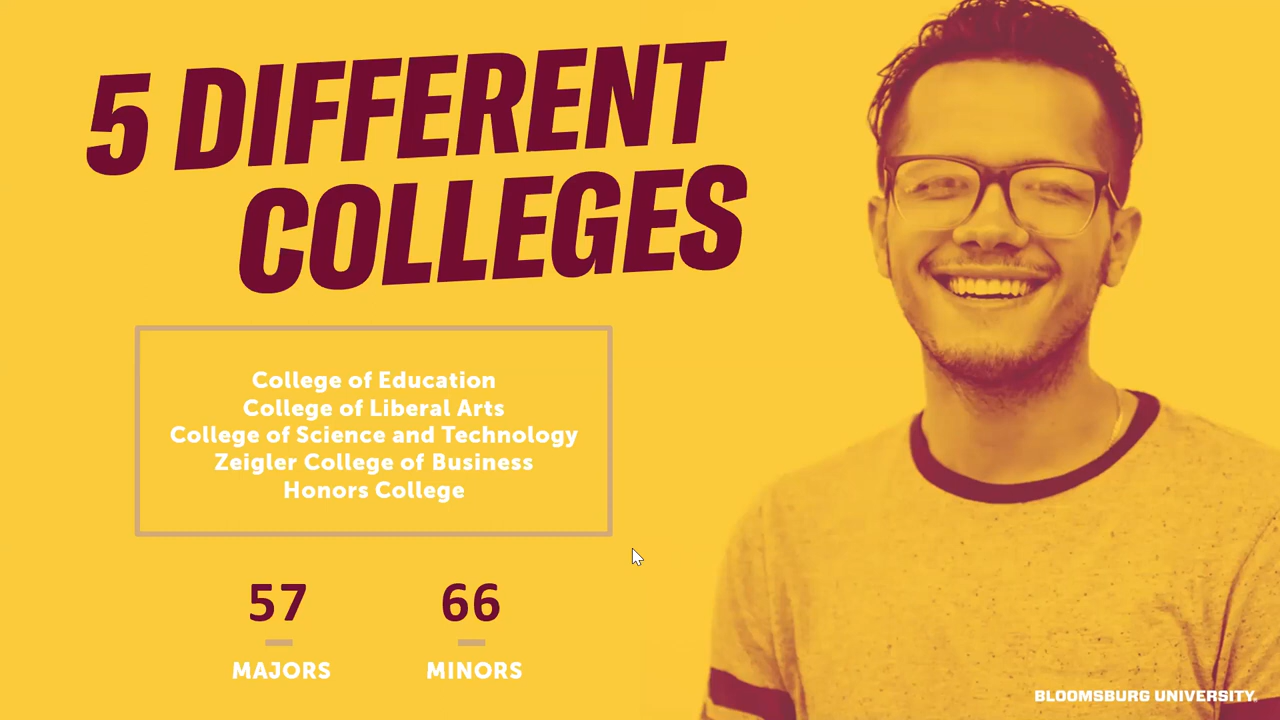 5 DIFFERENT
COLLEGES
College of Education
College of Liberal Arts
College of Science and Technology
Zeigler College of Business
Honors College
57
MAJORS
66
MINORS
BLOOMSBURG UNIVERSITY.